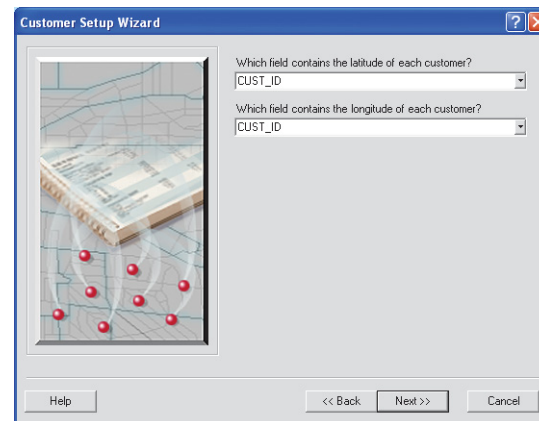 Customer Setup Wizard
Which field contains the latitude of each customer?
CUST_ID
Which field contains the longitude of each customer?
CUST_ID
Help
<< Back
Next >>
Cancel